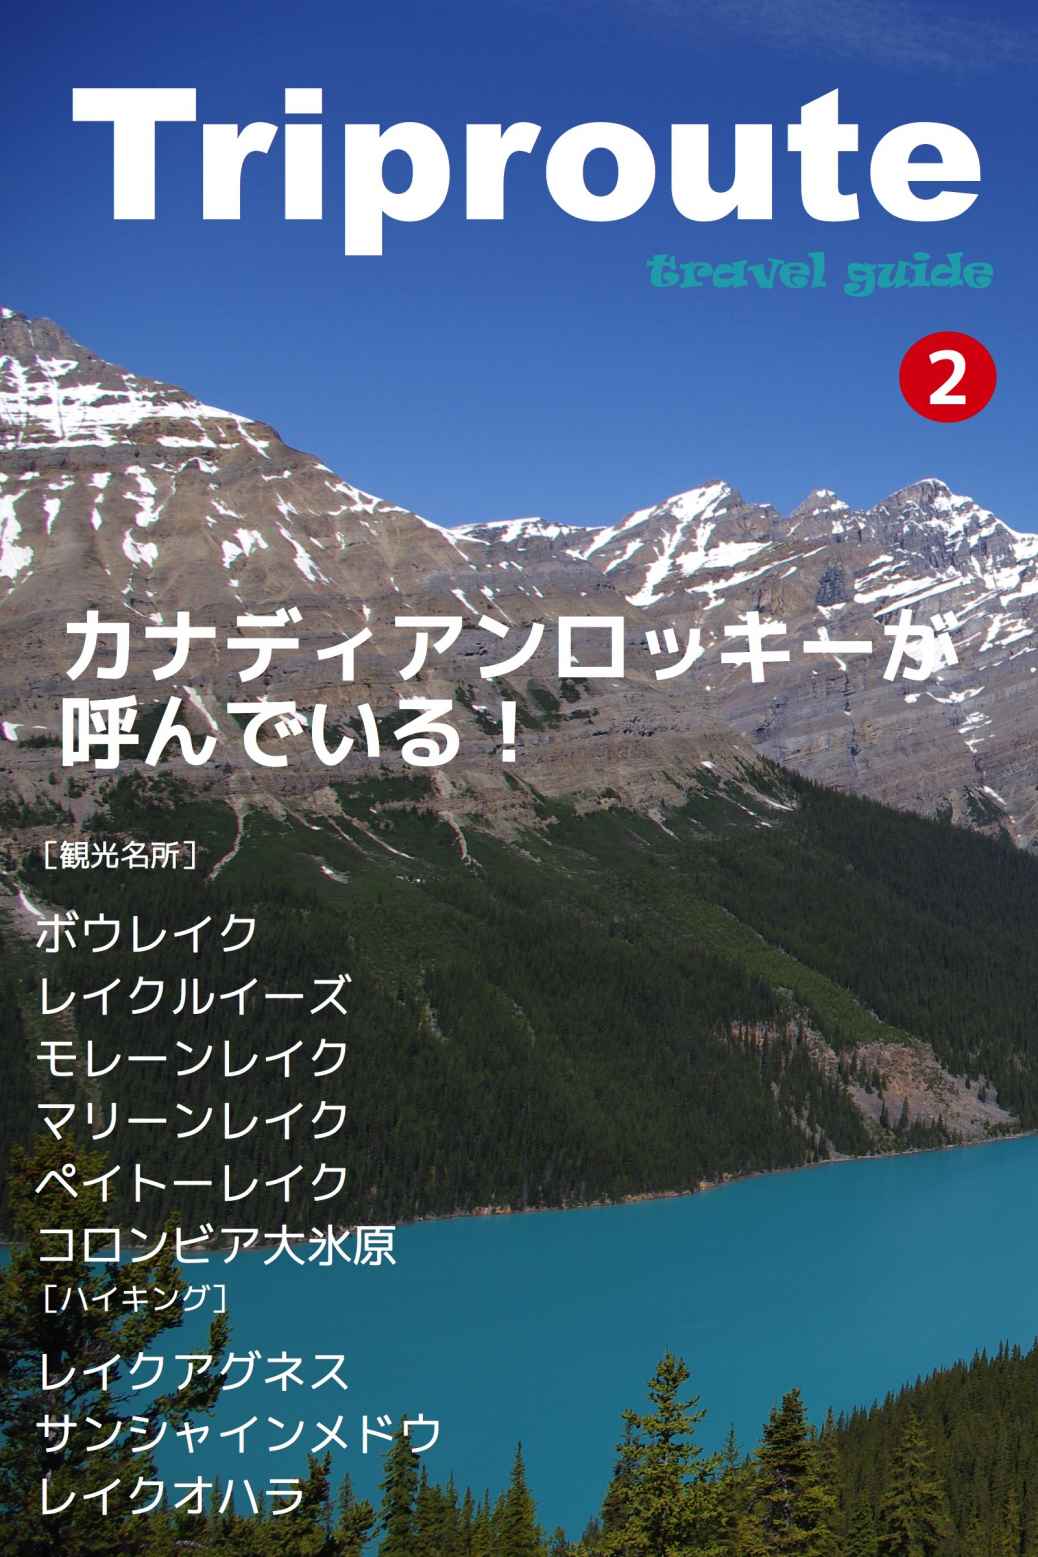 Triproute
travel guide
2
カナディアンロッキーが
呼んでいる！
［観光名所］
ボウレイク
レイクルイーズ
モレーンレイク
マリーンレイク
ペイトーレイク
コロンビア大氷原
［ハイキング］
レイクアグネス
サンシャインメドウ
レイクオハラ